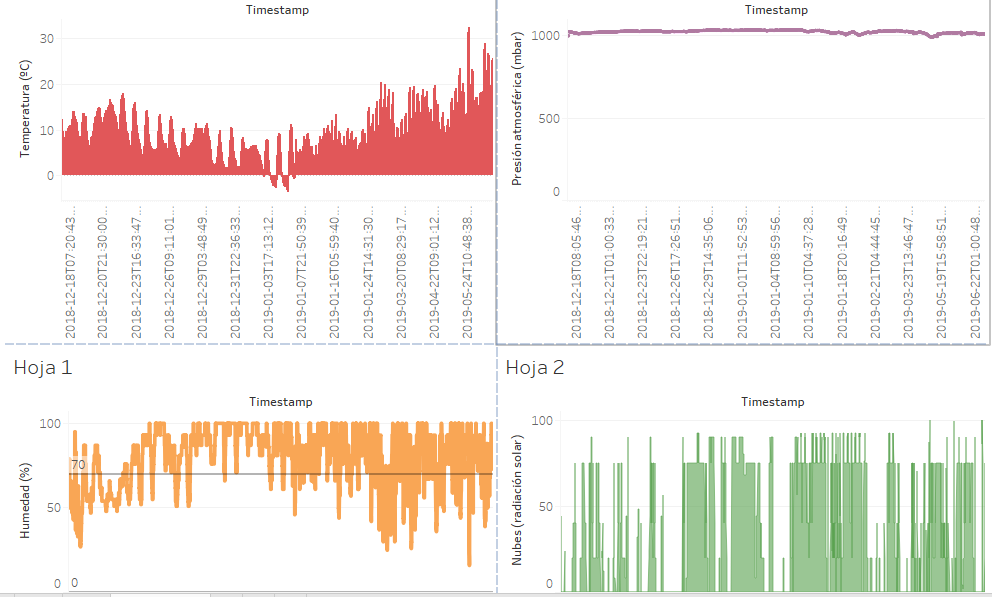 Timestamp
Temperatura (ºC)
30
20
10
0
2018-12-18T07:20:43...
2018-12-20T21:30:00...
2018-12-23T16:33:47...
2018-12-26T09:11:01...
2018-12-29T03:48:49...
2018-12-31T22:36:33...
2019-01-03T17:13:12...
2019-01-07T21:50:39...
2019-01-16T05:59:40...
2019-01-24T14:31:30...
2019-03-20T08:29:17...
2019-04-22T09:01:12...
2019-05-24T10:48:38...
Timestamp
Presión atmosférica (mbar)
1000
500
0
2018-12-18T08:05:46...
2018-12-21T01:00:33...
2018-12-23T22:19:21...
2018-12-26T17:26:51...
2018-12-29T14:35:06...
2019-01-01T11:52:53...
2019-01-04T08:59:56...
2019-01-10T04:37:28...
2019-01-18T20:16:49...
2019-02-21T04:44:45...
2019-03-23T13:46:47...
2019-05-19T15:58:51...
2019-06-22T01:00:48...
Hoja 1
Timestamp
Humedad (%)
100
50
0
70
0
Hoja 2
Timestamp
Nubes (radiación solar)
100
50
0